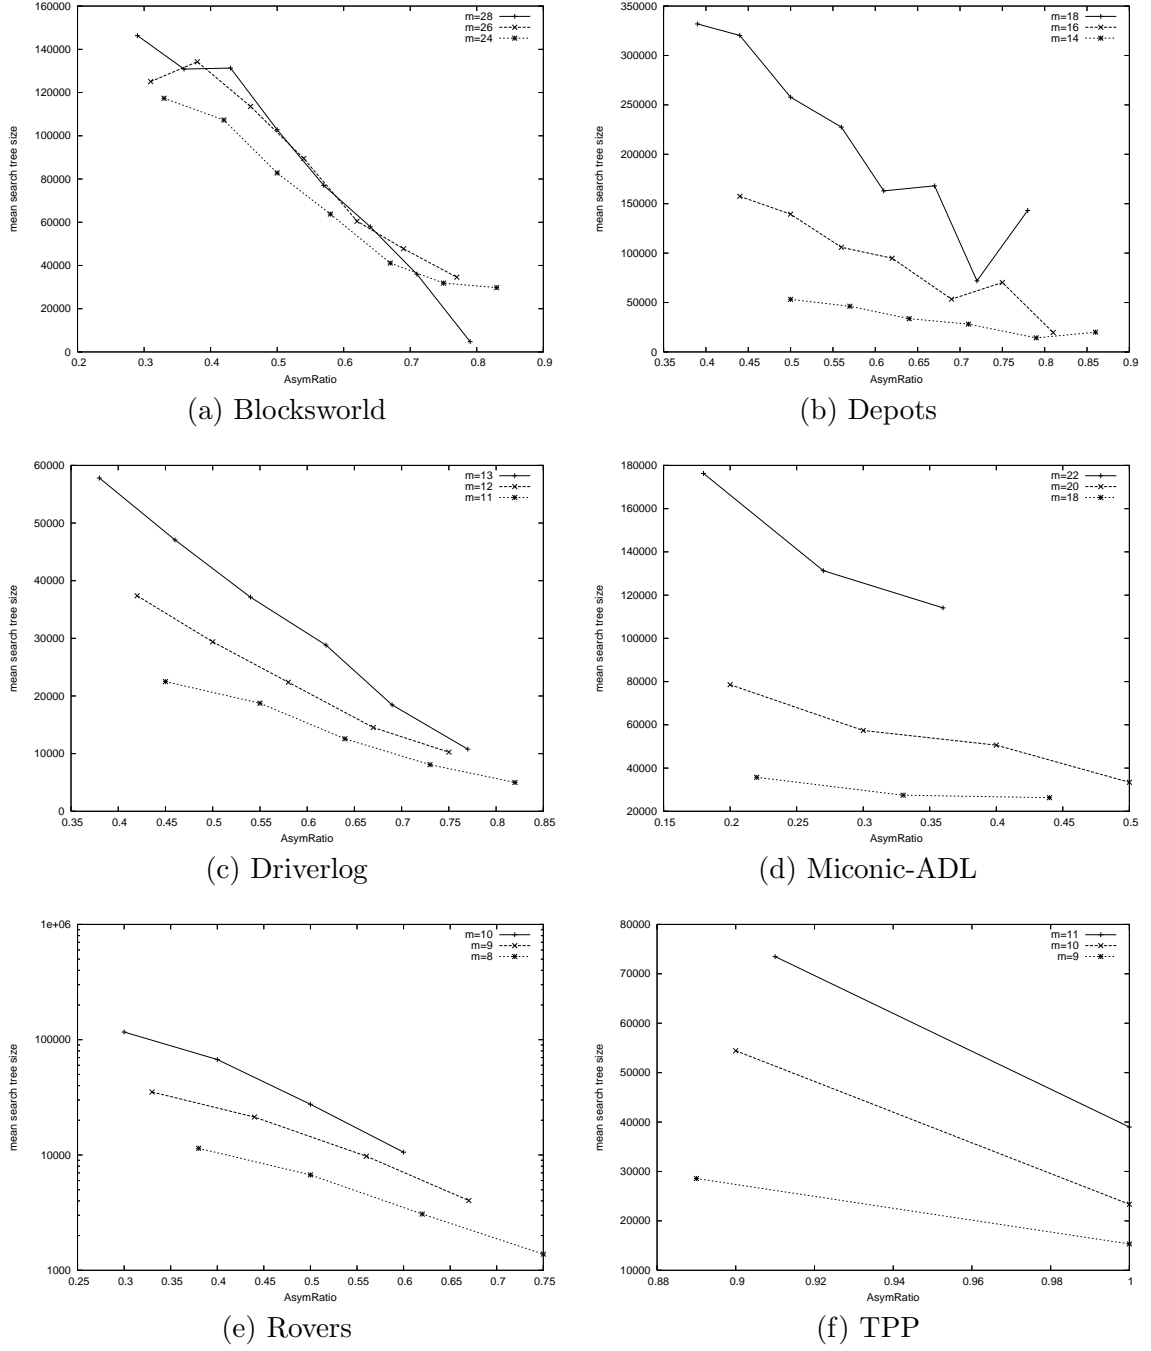 160000
140000
120000
100000
80000
60000
40000
20000
0
0.2 0.3 0.4 0.5 0.6 0.7 0.8 0.9
mean search tree size
AsymRatio
m=28
m=26
m=24
(a) Blocksworld
350000
300000
250000
200000
150000
100000
50000
0
0.35 0.4 0.45 0.5 0.55 0.6 0.65 0.7 0.75 0.8 0.85 0.9
mean search tree size
AsymRatio
m=18
m=16
m=14
(b) Depots
60000
50000
40000
30000
20000
10000
0
0.35 0.4 0.45 0.5 0.55 0.6 0.65 0.7 0.75 0.8 0.85
mean search tree size
AsymRatio
m=13
m=12
m=11
(c) Driverlog
180000
160000
140000
120000
100000
80000
60000
40000
20000
0.15 0.2 0.25 0.3 0.35 0.4 0.45 0.5
mean search tree size
AsymRatio
m=22
m=20
m=18
(d) Miconic-ADL
1e+06
100000
10000
1000
0.25 0.3 0.35 0.4 0.45 0.5 0.55 0.6 0.65 0.7 0.75
mean search tree size
AsymRatio
m=10
m=9
m=8
(e) Rovers
80000
70000
60000
50000
40000
30000
20000
10000
0.88 0.9 0.92 0.94 0.96 0.98 1
mean search tree size
AsymRatio
m=11
m=10
m=9
(f) TPP